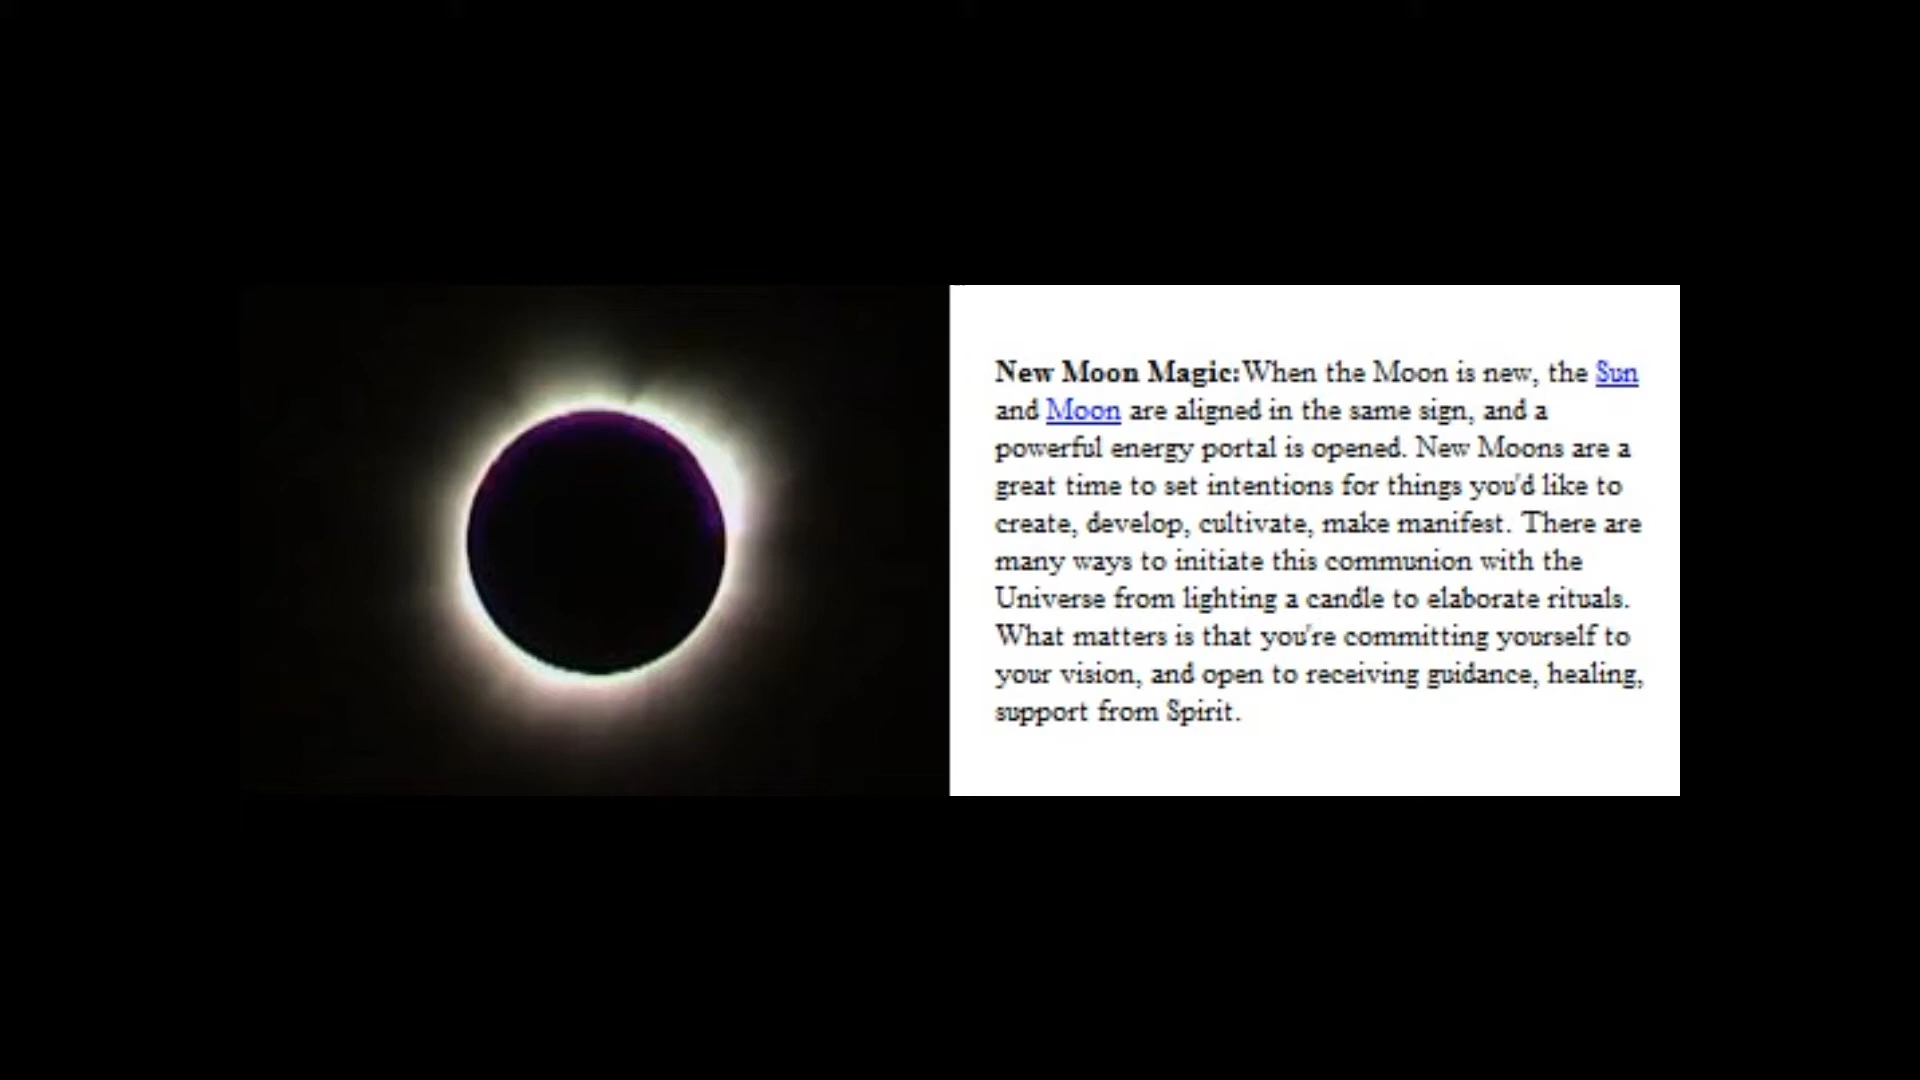 New Moon Magic:When the Moon is new, the Sun
and Moon are aligned in the same sign, and a
powerful energy portal is opened. New Moons are a
great time to set intentions for things you'd like to
create, develop, cultivate, make manifest. There are
many ways to initiate this communion with the
Universe from lighting a candle to elaborate rituals.
What matters is that you're committing yourself to
your vision, and open to receiving guidance, healing,
support from Spirit.